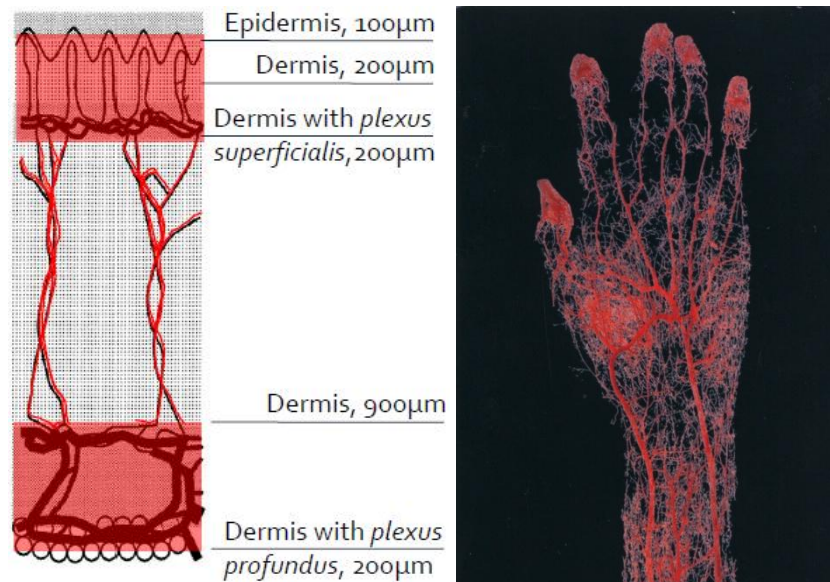 Epidermis, 100µm
Dermis, 200µm
Dermis with plexus
superficialis, 200µm
Dermis, 900µm
Dermis with plexus
profundus, 200µm